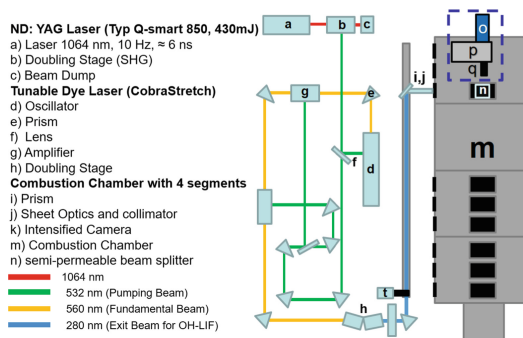 ND: YAG Laser (Typ Q-smart 850, 430mJ)
a) Laser 1064 nm, 10 Hz, ≈ 6 ns
b) Doubling Stage (SHG)
c) Beam Dump
Tunable Dye Laser (CobraStretch)
d) Oscillator
e) Prism
f) Lens
g) Amplifier
h) Doubling Stage
Combustion Chamber with 4 segments
i) Prism
j) Sheet Optics and collimator
k) Intensified Camera
m) Combustion Chamber
n) semi-permeable beam splitter
1064 nm
532 nm (Pumping Beam)
560 nm (Fundamental Beam)
280 nm (Exit Beam for OH-LIF)
a
b
c
g
e
f
d
h
t
i,j
o
p
q
n
m